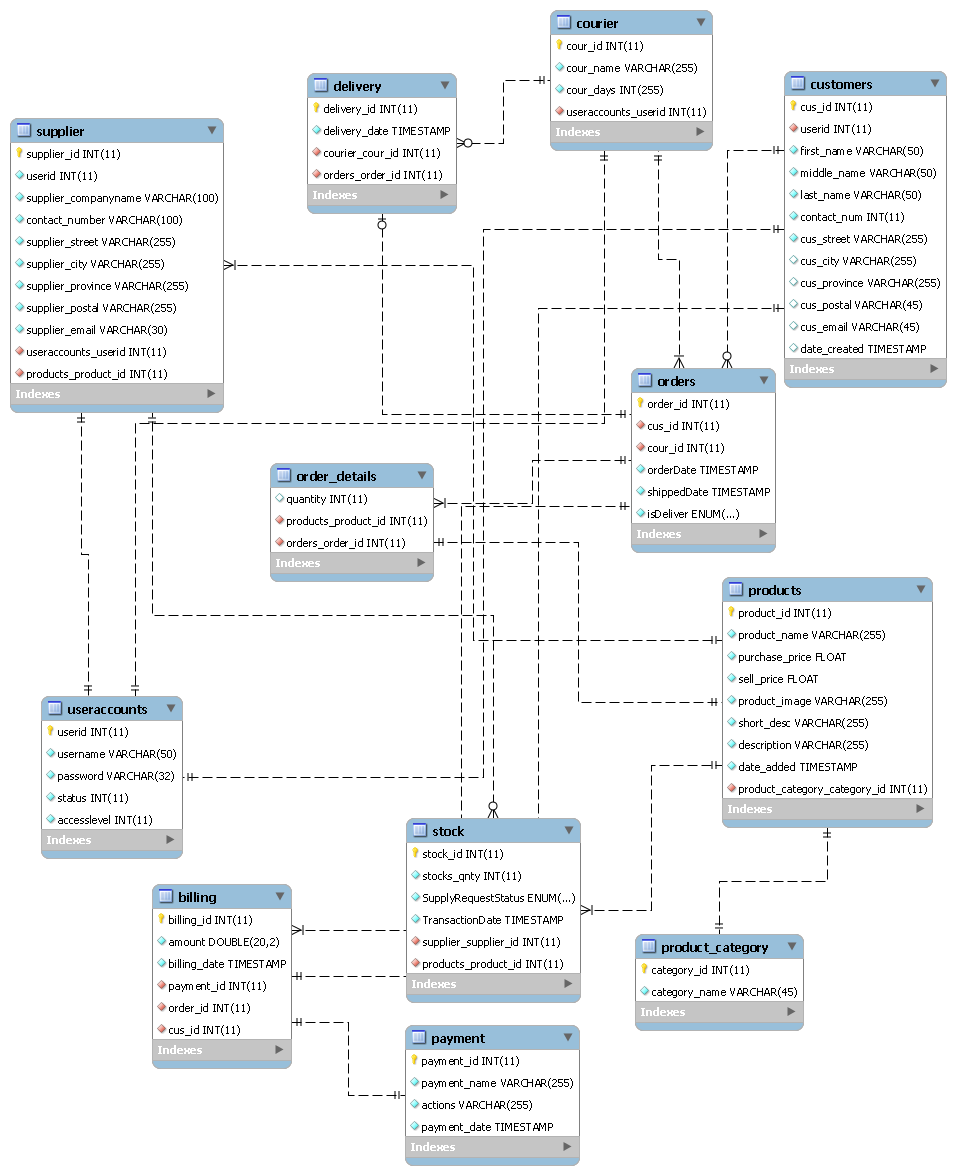 courier
cour_id INT(11)
cour_name VARCHAR(255)
cour_days INT(255)
useraccounts_userid INT(11)
Indexes
delivery
delivery_id INT(11)
delivery_date TIMESTAMP
courier_cour_id INT(11)
orders_order_id INT(11)
Indexes
customers
cus_id INT(11)
userid INT(11)
first_name VARCHAR(50)
middle_name VARCHAR(50)
last_name VARCHAR(50)
contact_num INT(11)
cus_street VARCHAR(255)
cus_city VARCHAR(255)
cus_province VARCHAR(255)
cus_postal VARCHAR(45)
cus_email VARCHAR(45)
date_created TIMESTAMP
Indexes
supplier
supplier_id INT(11)
userid INT(11)
supplier_companyname VARCHAR(100)
contact_number VARCHAR(100)
supplier_street VARCHAR(255)
supplier_city VARCHAR(255)
supplier_province VARCHAR(255)
supplier_postal VARCHAR(255)
supplier_email VARCHAR(30)
useraccounts_userid INT(11)
products_product_id INT(11)
Indexes
orders
order_id INT(11)
cus_id INT(11)
cour_id INT(11)
orderDate TIMESTAMP
shippedDate TIMESTAMP
isDeliver ENUM(...)
Indexes
order_details
quantity INT(11)
products_product_id INT(11)
orders_order_id INT(11)
Indexes
products
product_id INT(11)
product_name VARCHAR(255)
purchase_price FLOAT
sell_price FLOAT
product_image VARCHAR(255)
short_desc VARCHAR(255)
description VARCHAR(255)
date_added TIMESTAMP
product_category_category_id INT(11)
Indexes
useraccounts
userid INT(11)
username VARCHAR(50)
password VARCHAR(32)
status INT(11)
accesslevel INT(11)
Indexes
stock
stock_id INT(11)
stocks_qnty INT(11)
SupplyRequestStatus ENUM(...)
TransactionDate TIMESTAMP
supplier_supplier_id INT(11)
products_product_id INT(11)
Indexes
billing
billing_id INT(11)
amount DOUBLE(20,2)
billing_date TIMESTAMP
payment_id INT(11)
order_id INT(11)
cus_id INT(11)
Indexes
product_category
category_id INT(11)
category_name VARCHAR(45)
Indexes
payment
payment_id INT(11)
payment_name VARCHAR(255)
actions VARCHAR(255)
payment_date TIMESTAMP
Indexes